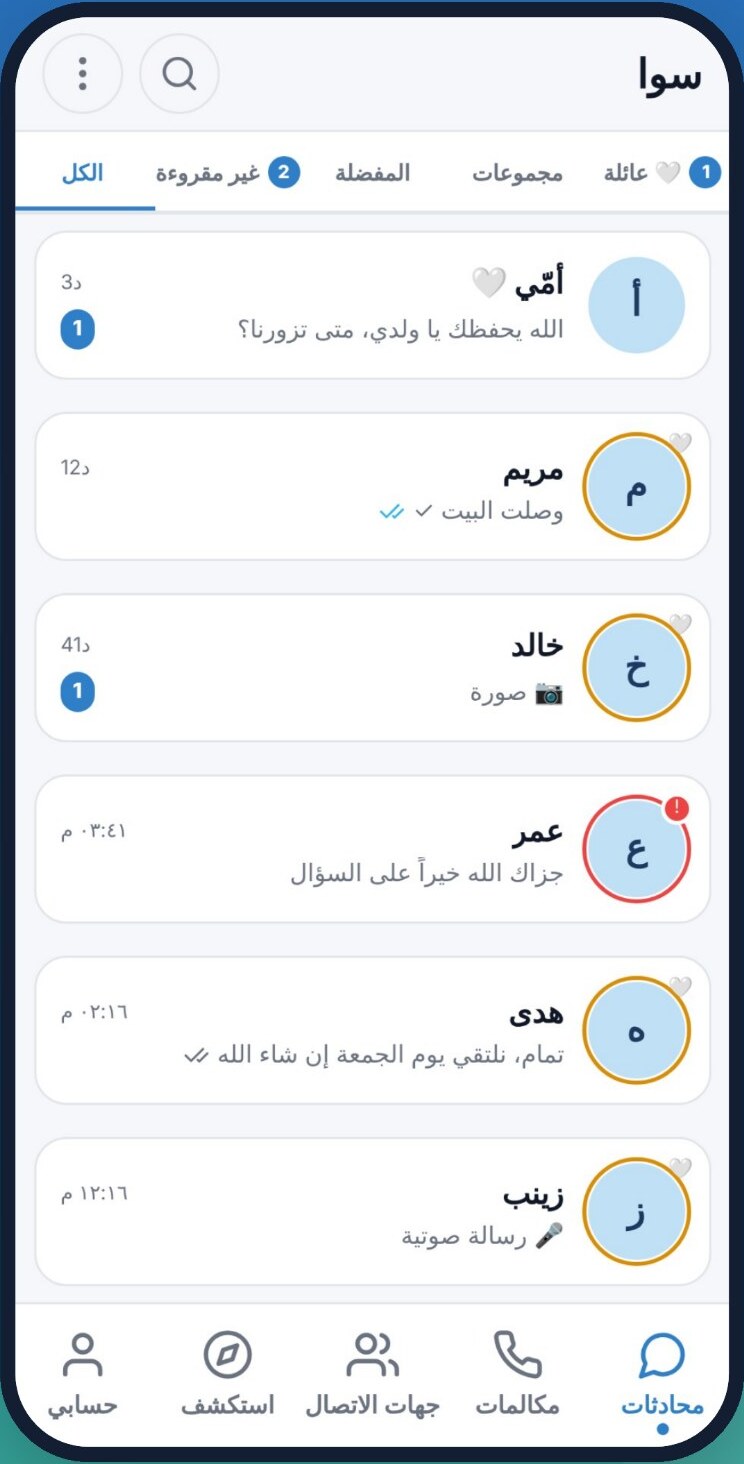 سوا
1 🤍 عائلة مجموعات المفضلة 2 غير مقروءة الكل
أ
أمّي 🤍
3د
الله يحفظك يا ولدي، متى تزورنا؟
1
🤍
م
مريم
12د
وصلت البيت ✓
🤍
خ
خالد
41د
📷 صورة
1
!
ع
عمر
٠٣:٤١ م
جزاك الله خيراً على السؤال
🤍
ه
هدى
٠٢:١٦ م
تمام، نلتقي يوم الجمعة إن شاء الله
🤍
ز
زينب
١٢:١٦ م
🎤 رسالة صوتية
محادثات مكالمات جهات الاتصال استكشف حسابي